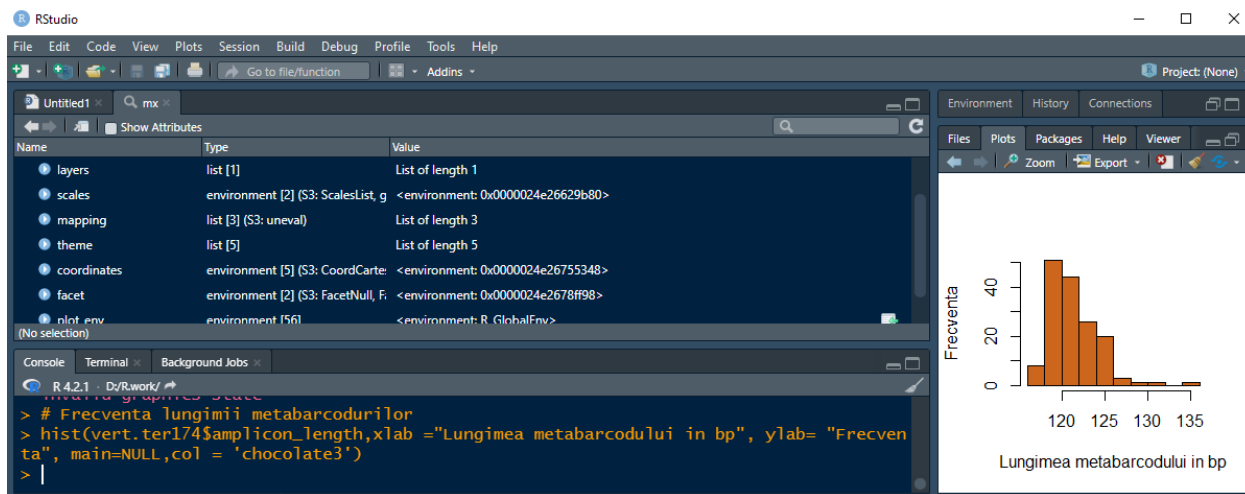 RStudio
File Edit Code View Plots Session Build Debug Profile Tools Help
Go to file/function Addins Project: (None)
Untitled1 mx
Show Attributes
Name Type Value
layers list [1] List of length 1
scales environment [2] (S3: ScalesList, g <environment: 0x0000024e26629b80>
mapping list [3] (S3: uneval) List of length 3
theme list [5] List of length 5
coordinates environment [5] (S3: CoordCarte: <environment: 0x0000024e26755348>
facet environment [2] (S3: FacetNull, Fa <environment: 0x0000024e2678ff98>
plot_env environment [56] <environment: R_GlobalEnv>
(No selection)
Console Terminal Background Jobs
R 4.2.1 · D:/R.work/
invalid graphics state
> # Frecventa lungimii metabarcodurilor
> hist(vert.ter174$amplicon_length,xlab ="Lungimea metabarcodului in bp", ylab= "Frecven
ta", main=NULL,col = 'chocolate3')
>
Environment History Connections
Files Plots Packages Help Viewer
Zoom Export
Frecventa
40
20
0
120 125 130 135
Lungimea metabarcodului in bp